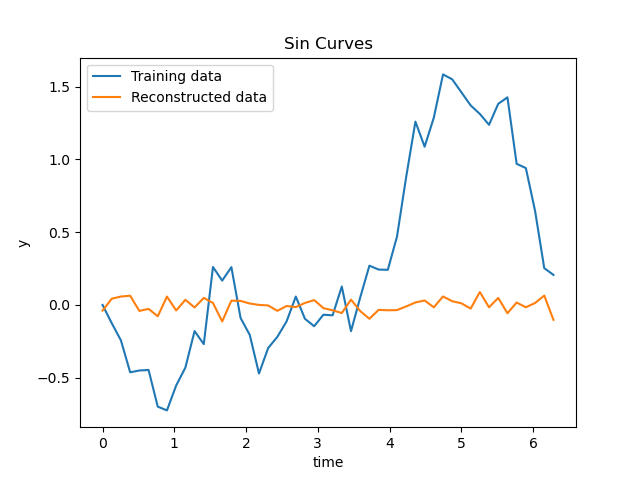 Sin Curves
Training data
Reconstructed data
1.5
1.0
0.5
0.0
−0.5
y
0 1 2 3 4 5 6
time